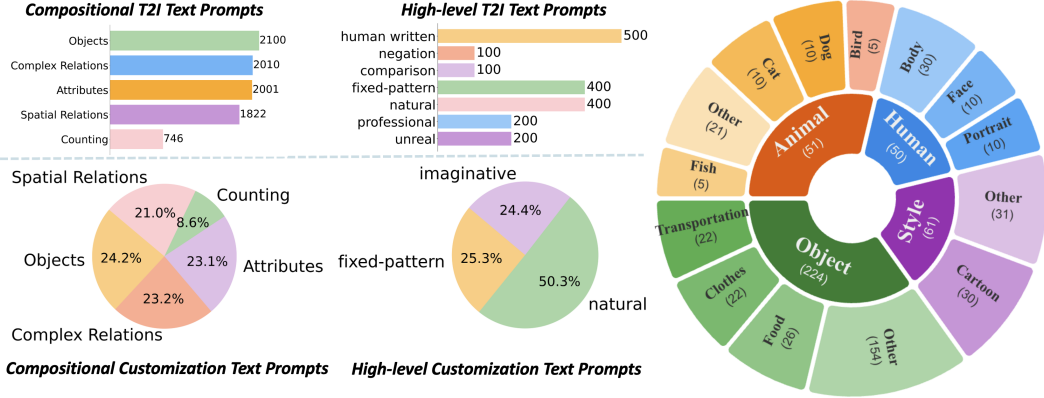 Compositional T2I Text Prompts
Objects 2100
Complex Relations 2010
Attributes 2001
Spatial Relations 1822
Counting 746
High-level T2I Text Prompts
human written 500
negation 100
comparison 100
fixed-pattern 400
natural 400
professional 200
unreal 200
Spatial Relations
Counting
21.0%
8.6%
Objects
24.2%
23.1%
Attributes
23.2%
Complex Relations
Compositional Customization Text Prompts
imaginative
24.4%
fixed-pattern
25.3%
50.3%
natural
High-level Customization Text Prompts
Animal
(51)
Human
(50)
Style
(61)
Object
(224)
Fish
(5)
Other
(21)
Cat
(10)
Dog
(10)
Bird
(5)
Body
(30)
Face
(10)
Portrait
(10)
Other
(31)
Cartoon
(30)
Other
(154)
Food
(26)
Clothes
(22)
Transportation
(22)